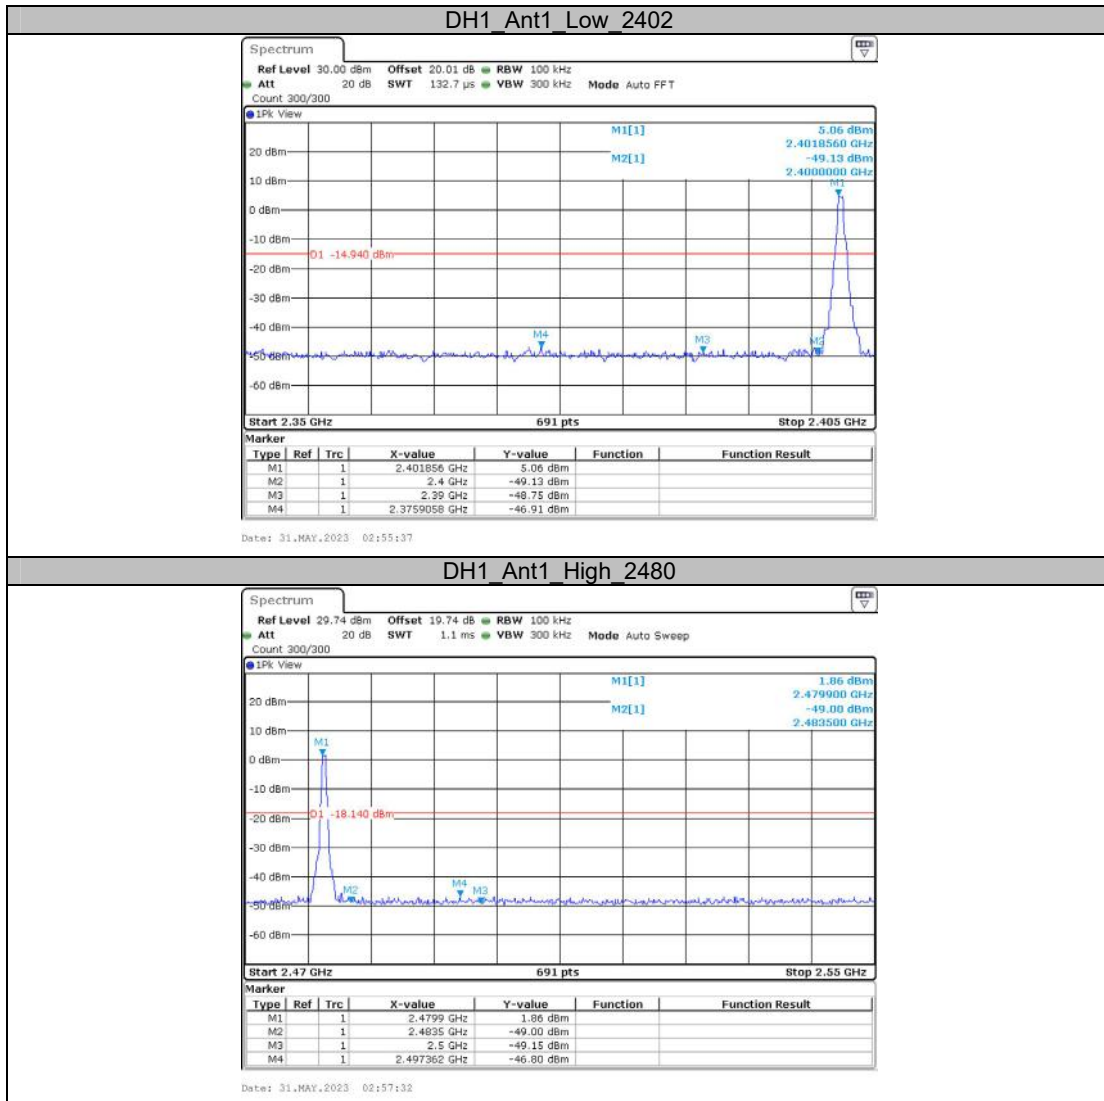 DH1_Ant1_Low_2402
Spectrum
Ref Level 30.00 dBm Offset 20.01 dB RBW 100 kHz
Att 20 dB SWT 132.7 µs VBW 300 kHz Mode Auto FFT
Count 300/300
1Pk View
M1[1] 5.06 dBm
2.4018560 GHz
20 dBm
M2[1] -49.13 dBm
2.4000000 GHz
10 dBm
M1
0 dBm
-10 dBm
D1 -14.940 dBm
-20 dBm
-30 dBm
-40 dBm
M4 M3 M2
-50 dBm
-60 dBm
Start 2.35 GHz 691 pts Stop 2.405 GHz
Marker
Type Ref Trc X-value Y-value Function Function Result
M1 1 2.401856 GHz 5.06 dBm
M2 1 2.4 GHz -49.13 dBm
M3 1 2.39 GHz -48.75 dBm
M4 1 2.3759058 GHz -46.91 dBm
Date: 31.MAY.2023 02:55:37
DH1_Ant1_High_2480
Spectrum
Ref Level 29.74 dBm Offset 19.74 dB RBW 100 kHz
Att 20 dB SWT 1.1 ms VBW 300 kHz Mode Auto Sweep
Count 300/300
1Pk View
M1[1] 1.86 dBm
2.479900 GHz
20 dBm
M2[1] -49.00 dBm
2.483500 GHz
10 dBm
M1
0 dBm
-10 dBm
D1 -18.140 dBm
-20 dBm
-30 dBm
-40 dBm
M2 M4 M3
-50 dBm
-60 dBm
Start 2.47 GHz 691 pts Stop 2.55 GHz
Marker
Type Ref Trc X-value Y-value Function Function Result
M1 1 2.4799 GHz 1.86 dBm
M2 1 2.4835 GHz -49.00 dBm
M3 1 2.5 GHz -49.15 dBm
M4 1 2.497362 GHz -46.80 dBm
Date: 31.MAY.2023 02:57:32